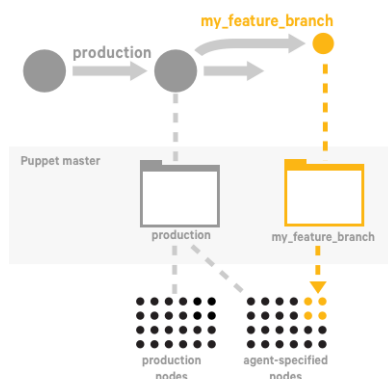 my_feature_branch
production
Puppet master
production
my_feature_branch
production
nodes
agent-specified
nodes